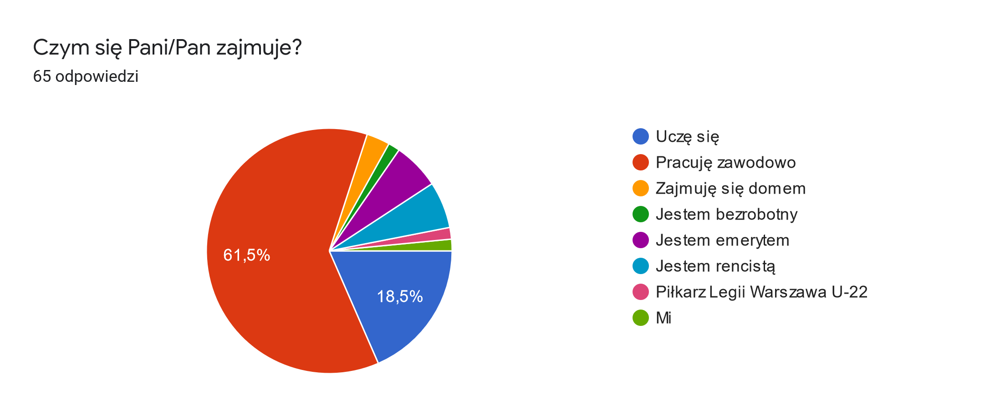 Czym się Pani/Pan zajmuje?
65 odpowiedzi
61,5%
18,5%
Uczę się
Pracuję zawodowo
Zajmuję się domem
Jestem bezrobotny
Jestem emerytem
Jestem rencistą
Piłkarz Legii Warszawa U-22
Mi